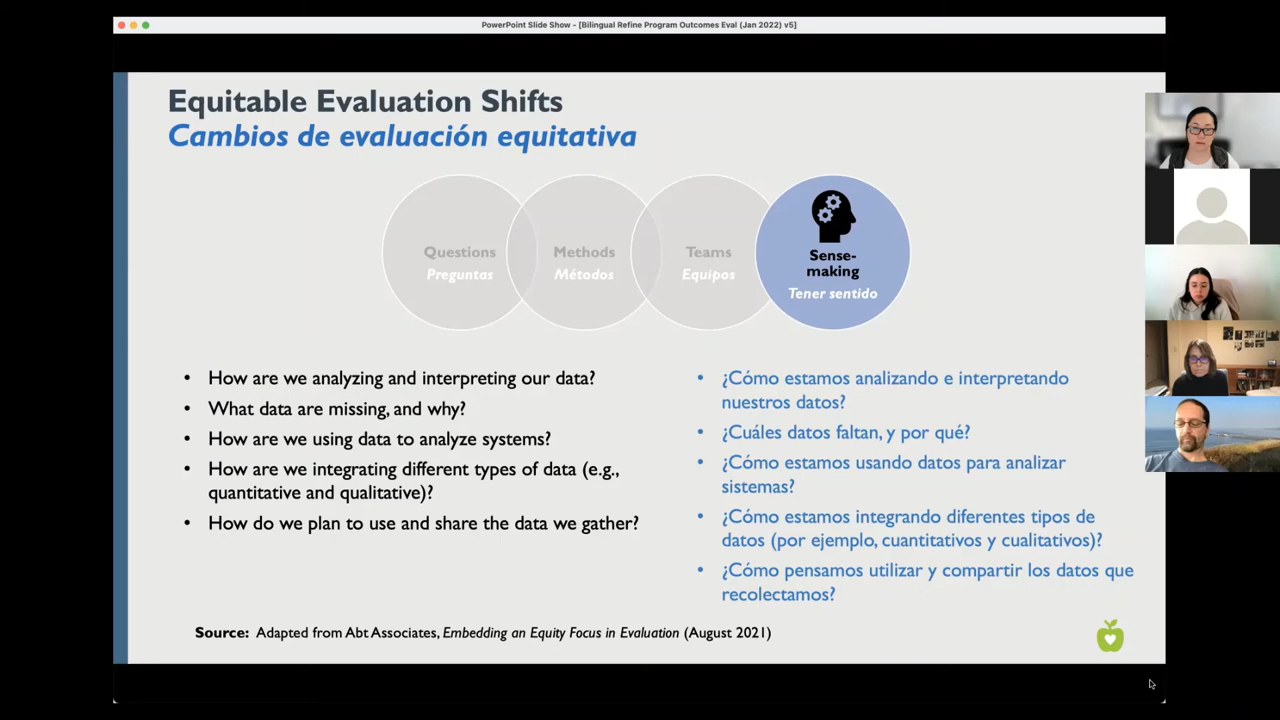 PowerPoint Slide Show - [Bilingual Refine Program Outcomes Eval (Jan 2022) v5]
Equitable Evaluation Shifts
Cambios de evaluación equitativa
Questions
Preguntas
Methods
Métodos
Teams
Equipos
Sense-
making
Tener sentido
• How are we analyzing and interpreting our data?
• What data are missing, and why?
• How are we using data to analyze systems?
• How are we integrating different types of data (e.g.,
quantitative and qualitative)?
• How do we plan to use and share the data we gather?
• ¿Cómo estamos analizando e interpretando
nuestros datos?
• ¿Cuáles datos faltan, y por qué?
• ¿Cómo estamos usando datos para analizar
sistemas?
• ¿Cómo estamos integrando diferentes tipos de
datos (por ejemplo, cuantitativos y cualitativos)?
• ¿Cómo pensamos utilizar y compartir los datos que
recolectamos?
Source: Adapted from Abt Associates, Embedding an Equity Focus in Evaluation (August 2021)